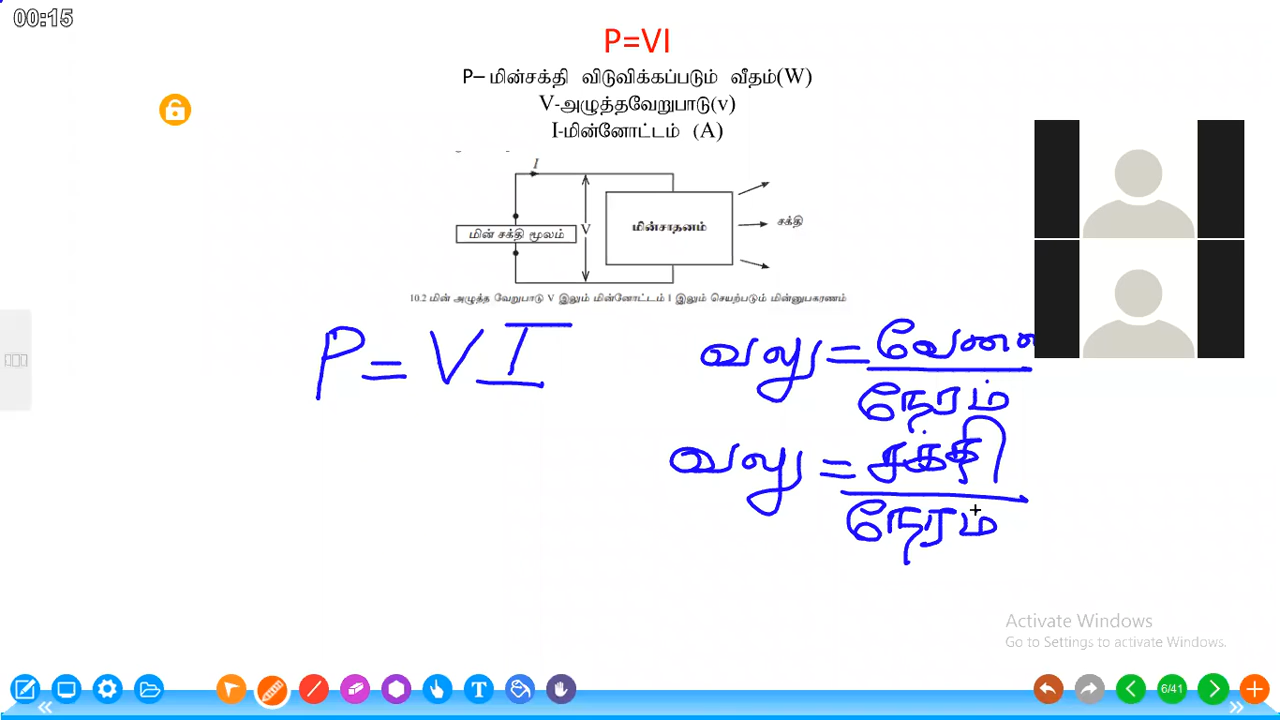 00:15
P=VI
P– மின்சக்தி விடுவிக்கப்படும் வீதம்(W)
V-அழுத்தவேறுபாடு(v)
I-மின்னோட்டம் (A)
I
மின் சக்தி மூலம்
V
மின்சாதனம்
சக்தி
10.2 மின் அழுத்த வேறுபாடு V இலும் மின்னோட்டம் I இலும் செயற்படும் மின்னுபகரணம்
P = VI
வலு =
நேரம்
வலு = சக்தி
நேரம்
Activate Windows
Go to Settings to activate Windows.
6/41